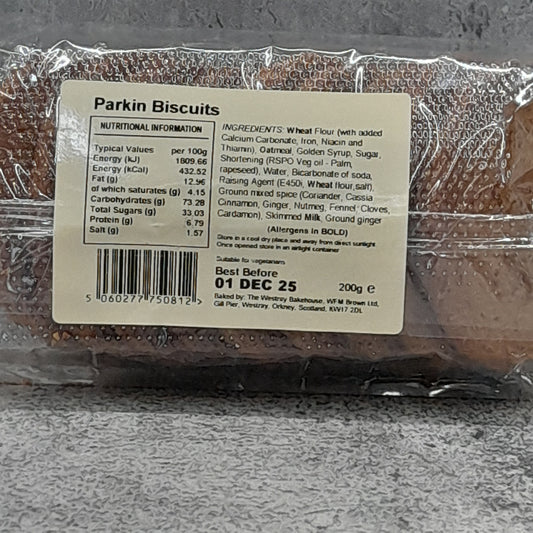 Parkin Biscuits
NUTRITIONAL INFORMATION
Typical Values per 100g
Energy (kJ) 1809.66
Energy (kCal) 432.52
Fat (g) 12.96
of which saturates (g) 4.15
Carbohydrates (g) 73.28
Total Sugars (g) 33.03
Protein (g) 6.79
Salt (g) 1.57
INGREDIENTS: Wheat Flour (with added
Calcium Carbonate, Iron, Niacin and
Thiamin), Oatmeal, Golden Syrup, Sugar,
Shortening (RSPO Veg oil - Palm,
rapeseed), Water, Bicarbonate of soda,
Raising Agent (E450i, Wheat flour,salt),
Ground mixed spice (Coriander, Cassia
Cinnamon, Ginger, Nutmeg, Fennel, Cloves,
Cardamon), Skimmed Milk, Ground ginger
(Allergens in BOLD)
Store in a cool dry place and away from direct sunlight.
Once opened store in an airtight container
Suitable for vegetarians
Best Before
01 DEC 25 200g e
Baked by: The Westray Bakehouse, WFM Brown Ltd,
Gill Pier, Westray, Orkney, Scotland, KW17 2DL
5 060277 750812 >